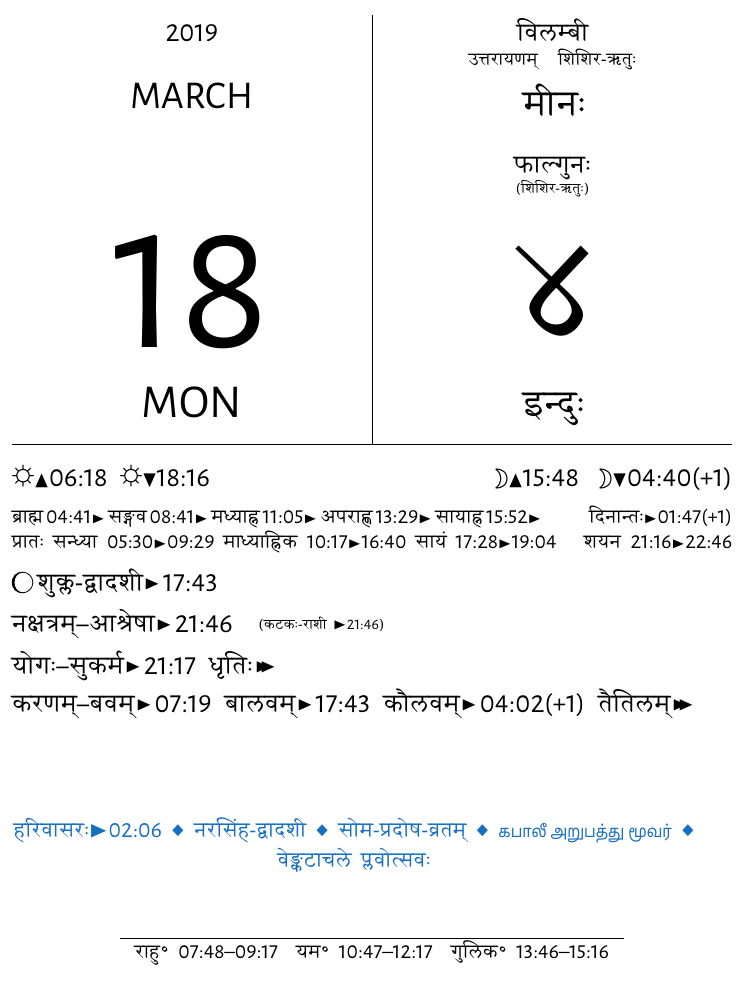 2019
MARCH
18
MON
विलम्बी
उत्तरायणम् शिशिर-ऋतुः
मीनः
फाल्गुनः
(शिशिर-ऋतुः)
४
इन्दुः
☼▲06:18 ☼▼18:16 ☽▲15:48 ☽▼04:40(+1)
ब्राह्म 04:41► सङ्गव 08:41► मध्याह्न 11:05► अपराह्ण 13:29► सायाह्न 15:52► दिनान्तः►01:47(+1)
प्रातः सन्ध्या 05:30►09:29 माध्याह्निक 10:17►16:40 सायं 17:28►19:04 शयन 21:16►22:46
शुक्ल-द्वादशी►17:43
नक्षत्रम्–आश्रेषा►21:46 (कटकः-राशी ►21:46)
योगः–सुकर्म►21:17 धृतिः►►
करणम्–बवम्►07:19 बालवम्►17:43 कौलवम्►04:02(+1) तैतिलम्►►
हरिवासरः►02:06 ◆ नरसिंह-द्वादशी ◆ सोम-प्रदोष-व्रतम् ◆ கபாலீ அறுபத்து மூவர் ◆
वेङ्कटाचले प्लवोत्सवः
राहु॰ 07:48–09:17 यम॰ 10:47–12:17 गुलिक॰ 13:46–15:16